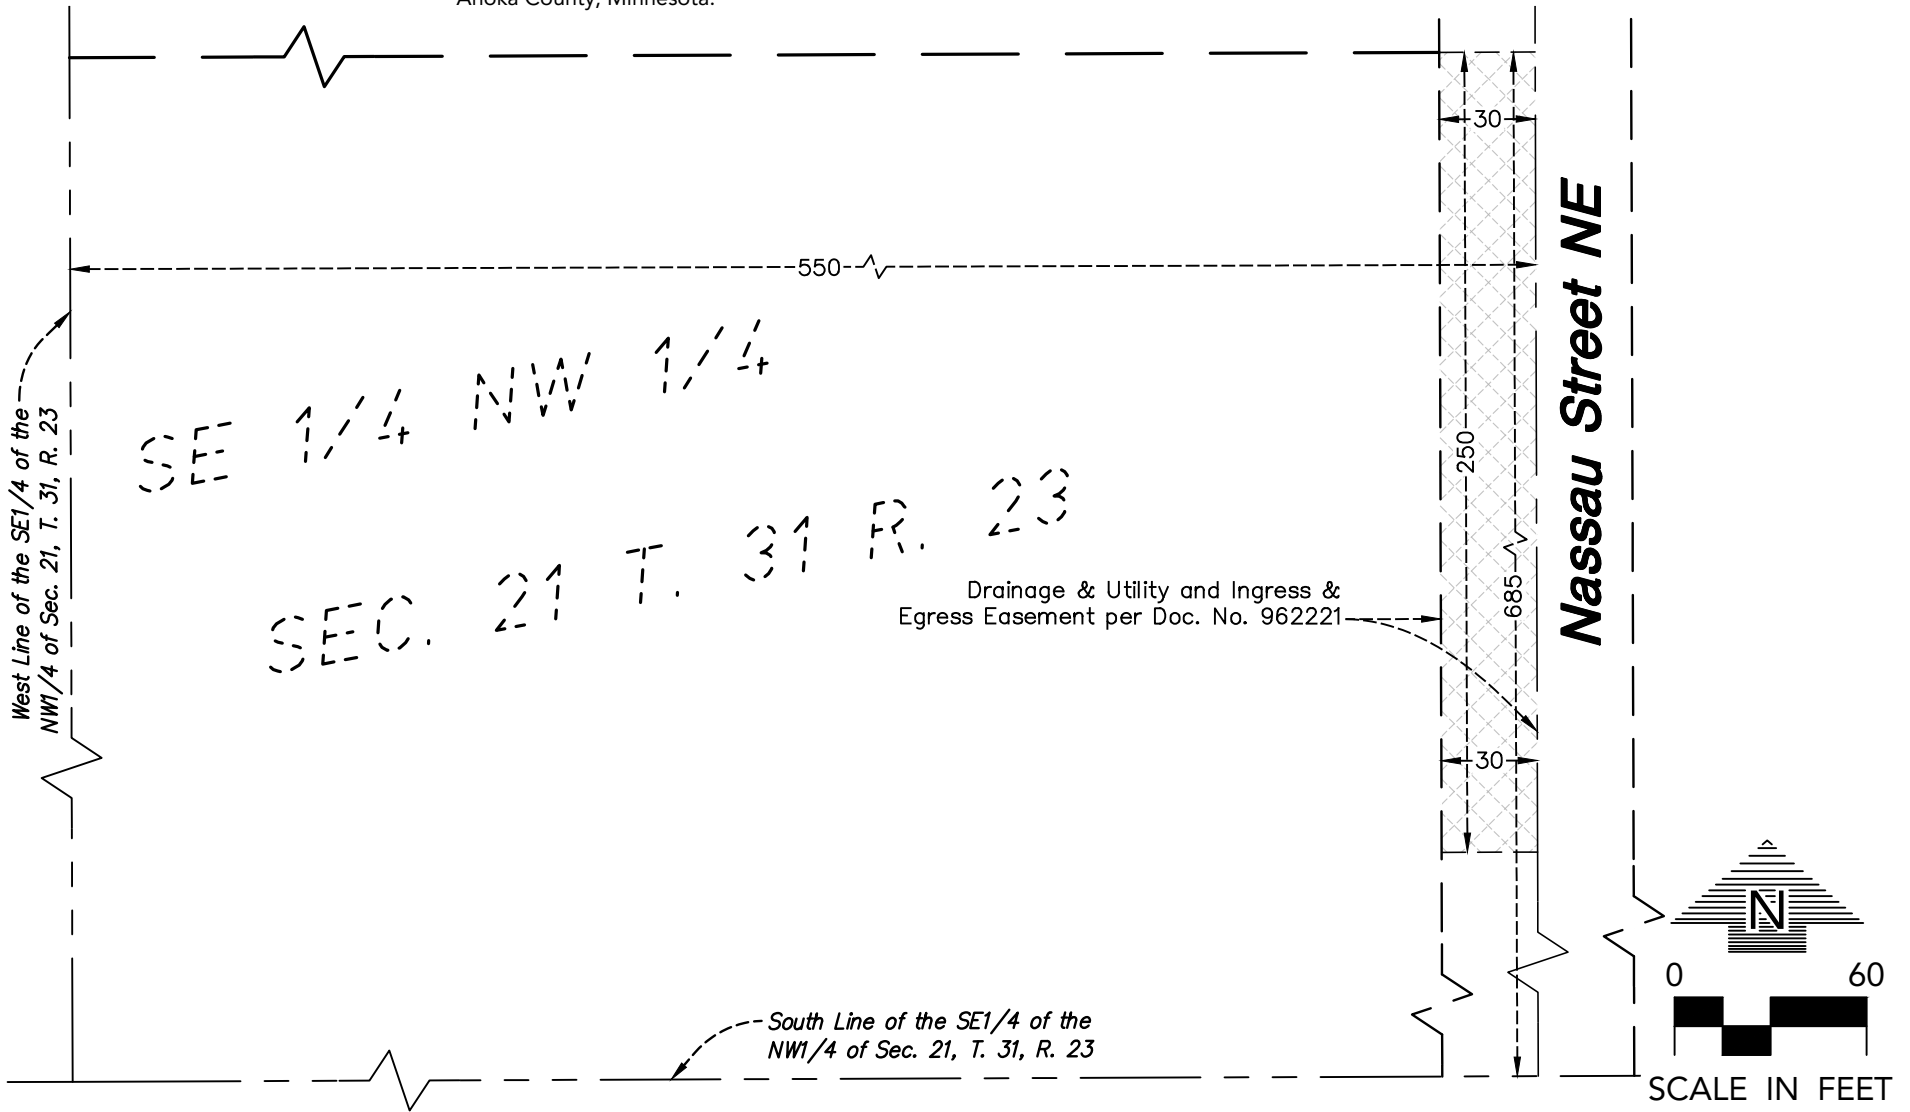 Anoka County, Minnesota.
30
550
West Line of the SE1/4 of the
NW1/4 of Sec. 21, T. 31, R. 23
SE 1/4 NW 1/4
SEC. 21 T. 31 R. 23
Drainage & Utility and Ingress &
Egress Easement per Doc. No. 962221
250
685
Nassau Street NE
30
N
0 60
SCALE IN FEET
South Line of the SE1/4 of the
NW1/4 of Sec. 21, T. 31, R. 23